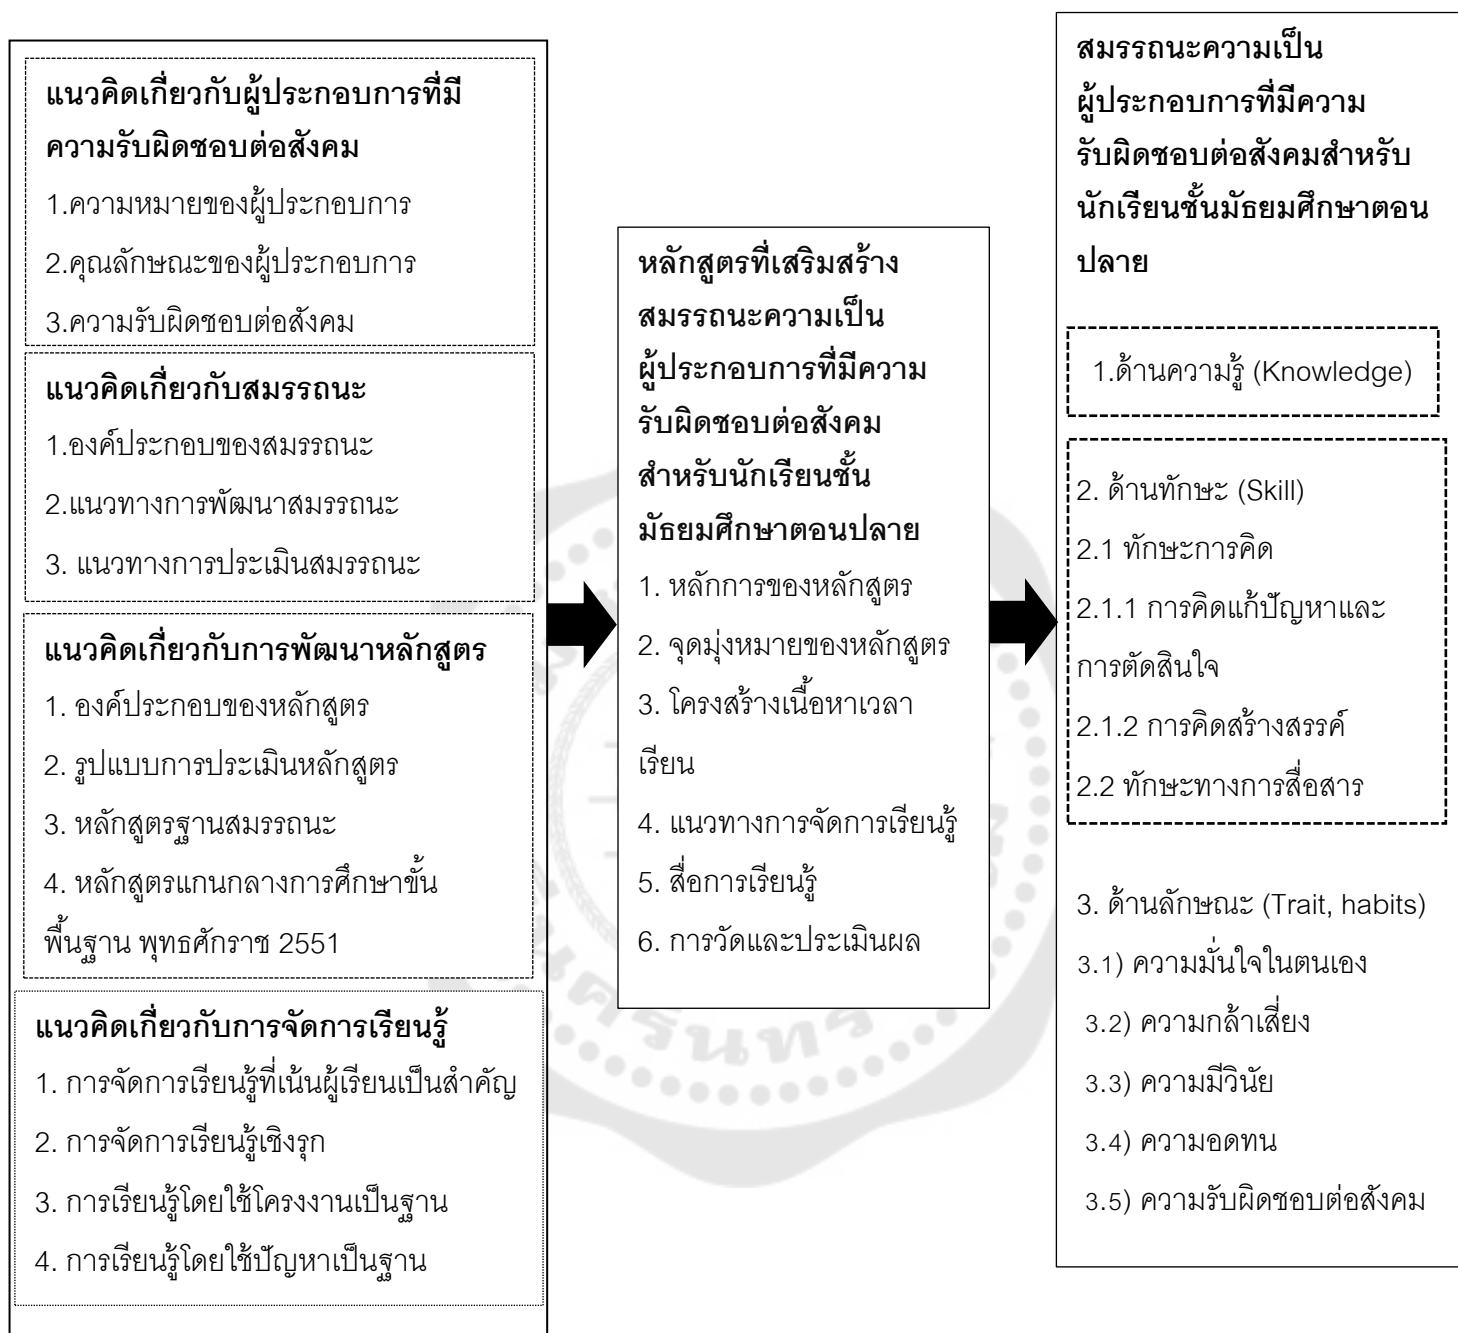 แนวคิดเกี่ยวกับผู้ประกอบการที่มี
ความรับผิดชอบต่อสังคม
1.ความหมายของผู้ประกอบการ
2.คุณลักษณะของผู้ประกอบการ
3.ความรับผิดชอบต่อสังคม
แนวคิดเกี่ยวกับสมรรถนะ
1.องค์ประกอบของสมรรถนะ
2.แนวทางการพัฒนาสมรรถนะ
3. แนวทางการประเมินสมรรถนะ
แนวคิดเกี่ยวกับการพัฒนาหลักสูตร
1. องค์ประกอบของหลักสูตร
2. รูปแบบการประเมินหลักสูตร
3. หลักสูตรฐานสมรรถนะ
4. หลักสูตรแกนกลางการศึกษาขั้น
พื้นฐาน พุทธศักราช 2551
แนวคิดเกี่ยวกับการจัดการเรียนรู้
1. การจัดการเรียนรู้ที่เน้นผู้เรียนเป็นสำคัญ
2. การจัดการเรียนรู้เชิงรุก
3. การเรียนรู้โดยใช้โครงงานเป็นฐาน
4. การเรียนรู้โดยใช้ปัญหาเป็นฐาน
หลักสูตรที่เสริมสร้าง
สมรรถนะความเป็น
ผู้ประกอบการที่มีความ
รับผิดชอบต่อสังคม
สำหรับนักเรียนชั้น
มัธยมศึกษาตอนปลาย
1. หลักการของหลักสูตร
2. จุดมุ่งหมายของหลักสูตร
3. โครงสร้างเนื้อหาเวลา
เรียน
4. แนวทางการจัดการเรียนรู้
5. สื่อการเรียนรู้
6. การวัดและประเมินผล
สมรรถนะความเป็น
ผู้ประกอบการที่มีความ
รับผิดชอบต่อสังคมสำหรับ
นักเรียนชั้นมัธยมศึกษาตอน
ปลาย
1.ด้านความรู้ (Knowledge)
2. ด้านทักษะ (Skill)
2.1 ทักษะการคิด
2.1.1 การคิดแก้ปัญหาและ
การตัดสินใจ
2.1.2 การคิดสร้างสรรค์
2.2 ทักษะทางการสื่อสาร
3. ด้านลักษณะ (Trait, habits)
3.1) ความมั่นใจในตนเอง
3.2) ความกล้าเสี่ยง
3.3) ความมีวินัย
3.4) ความอดทน
3.5) ความรับผิดชอบต่อสังคม